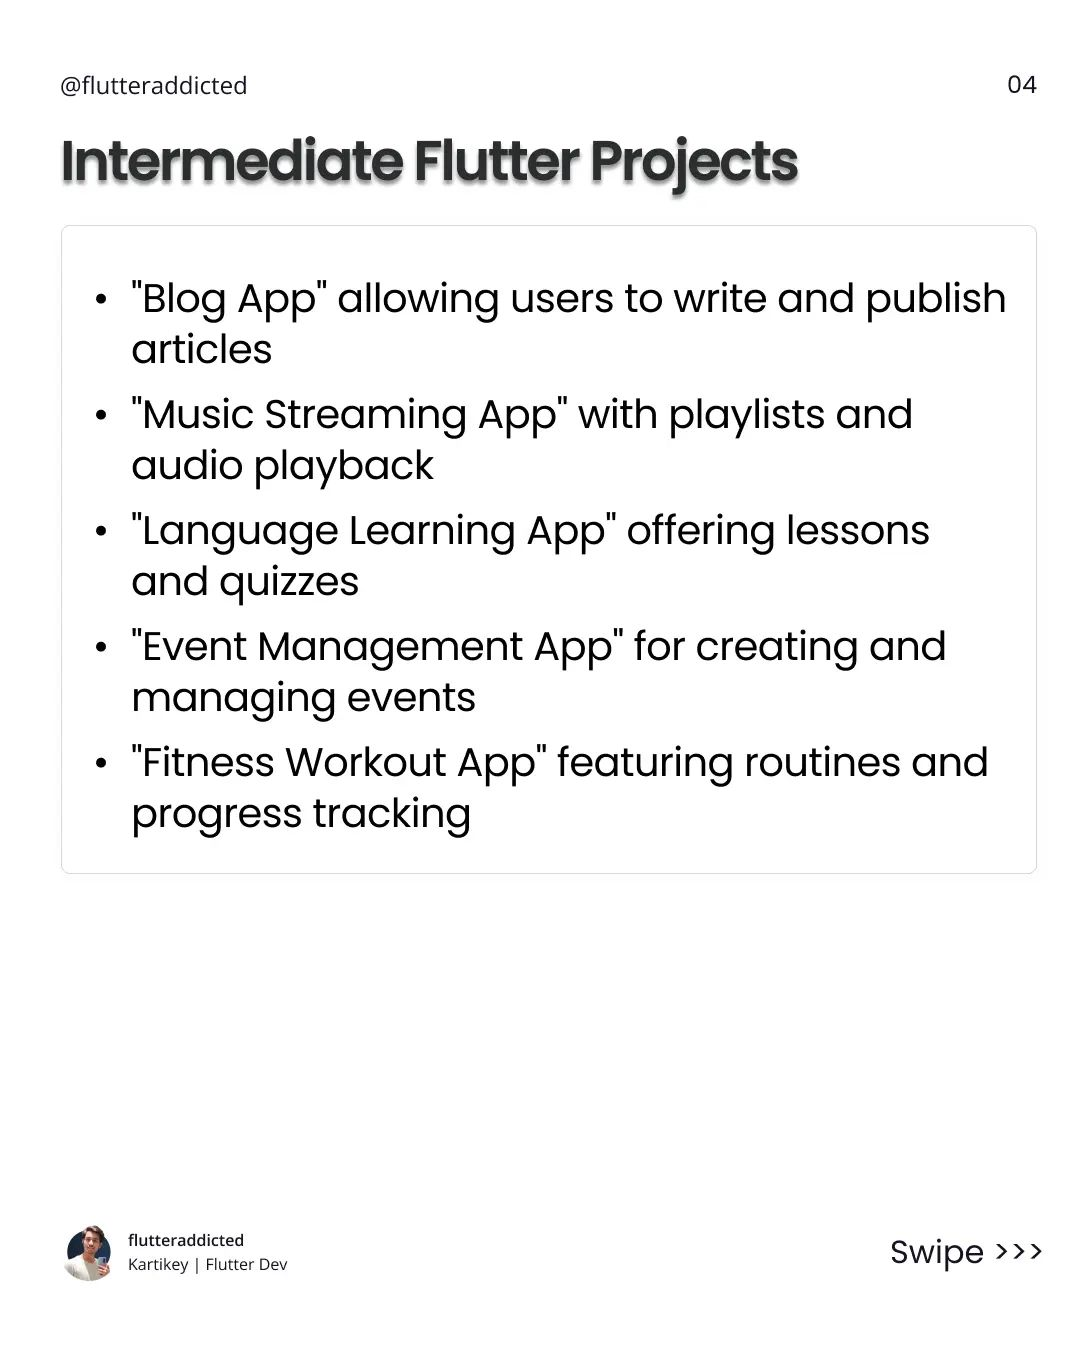 @flutteraddicted
04
Intermediate Flutter Projects
• "Blog App" allowing users to write and publish
articles
• "Music Streaming App" with playlists and
audio playback
• "Language Learning App" offering lessons
and quizzes
• "Event Management App" for creating and
managing events
• "Fitness Workout App" featuring routines and
progress tracking
flutteraddicted
Kartikey | Flutter Dev
Swipe >>>